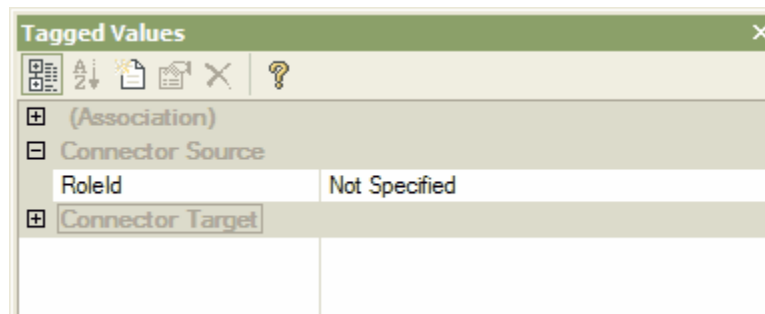 Tagged Values
(Association)
Connector Source
RoleId Not Specified
Connector Target